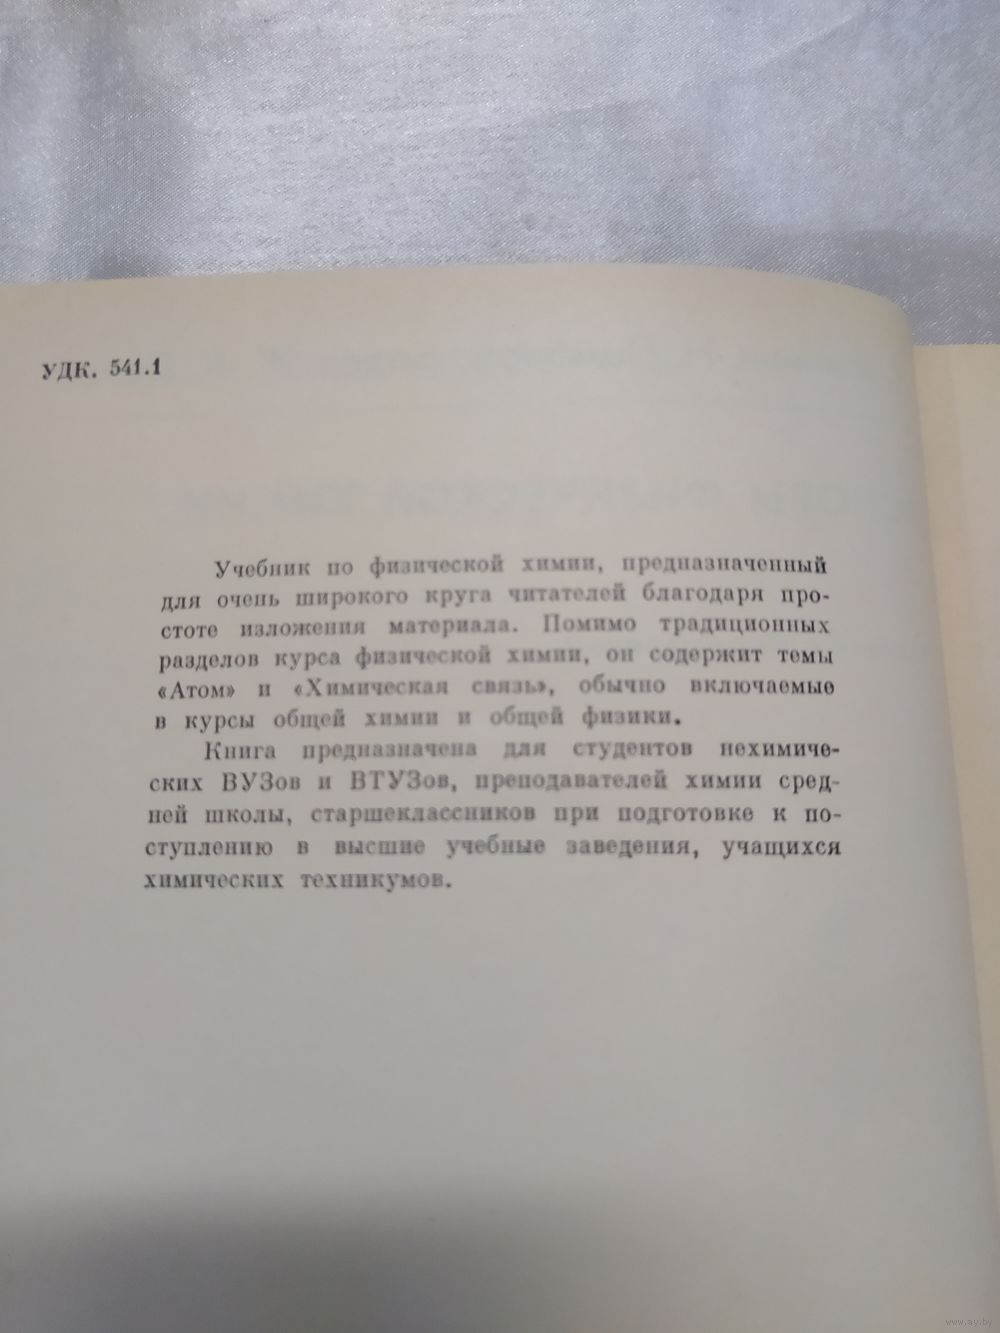 УДК. 541.1
Учебник по физической химии, предназначенный
для очень широкого круга читателей благодаря про-
стоте изложения материала. Помимо традиционных
разделов курса физической химии, он содержит темы
«Атом» и «Химическая связь», обычно включаемые
в курсы общей химии и общей физики.
Книга предназначена для студентов нехимиче-
ских ВУЗов и ВТУЗов, преподавателей химии сред-
ней школы, старшеклассников при подготовке к по-
ступлению в высшие учебные заведения, учащихся
химических техникумов.
www.ay.by